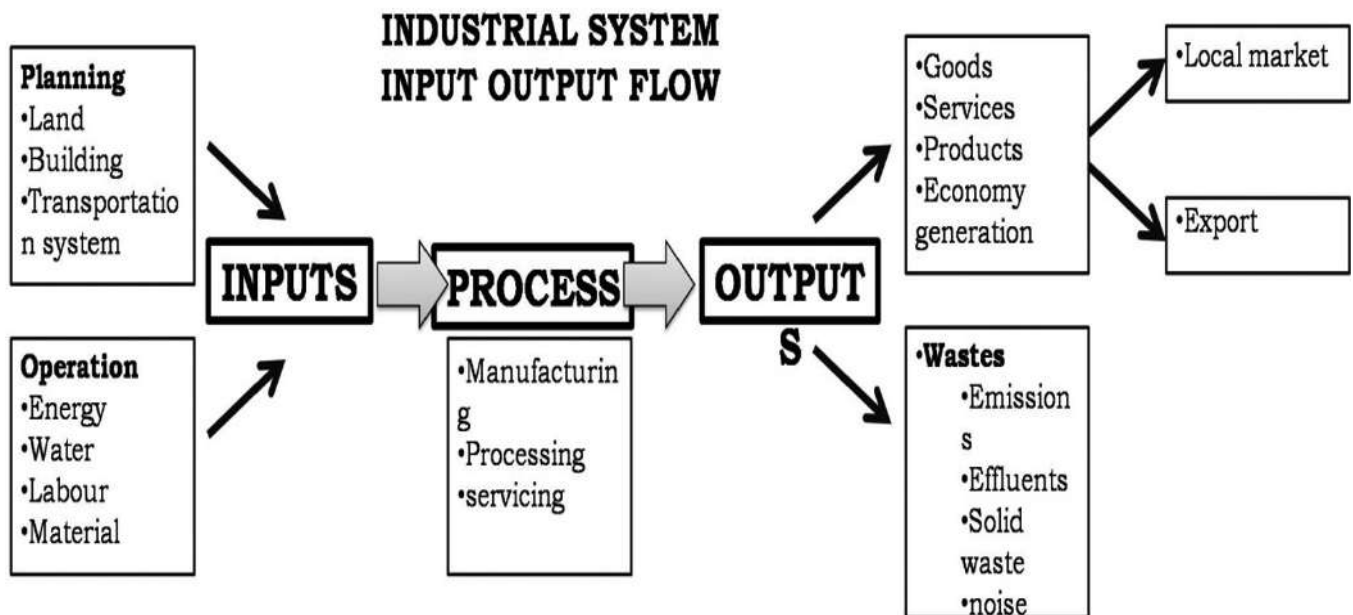 INDUSTRIAL SYSTEM
INPUT OUTPUT FLOW
Planning
•Land
•Building
•Transportatio
n system
Operation
•Energy
•Water
•Labour
•Material
INPUTS
PROCESS
•Manufacturin
g
•Processing
•servicing
OUTPUT
S
•Goods
•Services
•Products
•Economy
generation
•Local market
•Export
•Wastes
•Emission
s
•Effluents
•Solid
waste
•noise